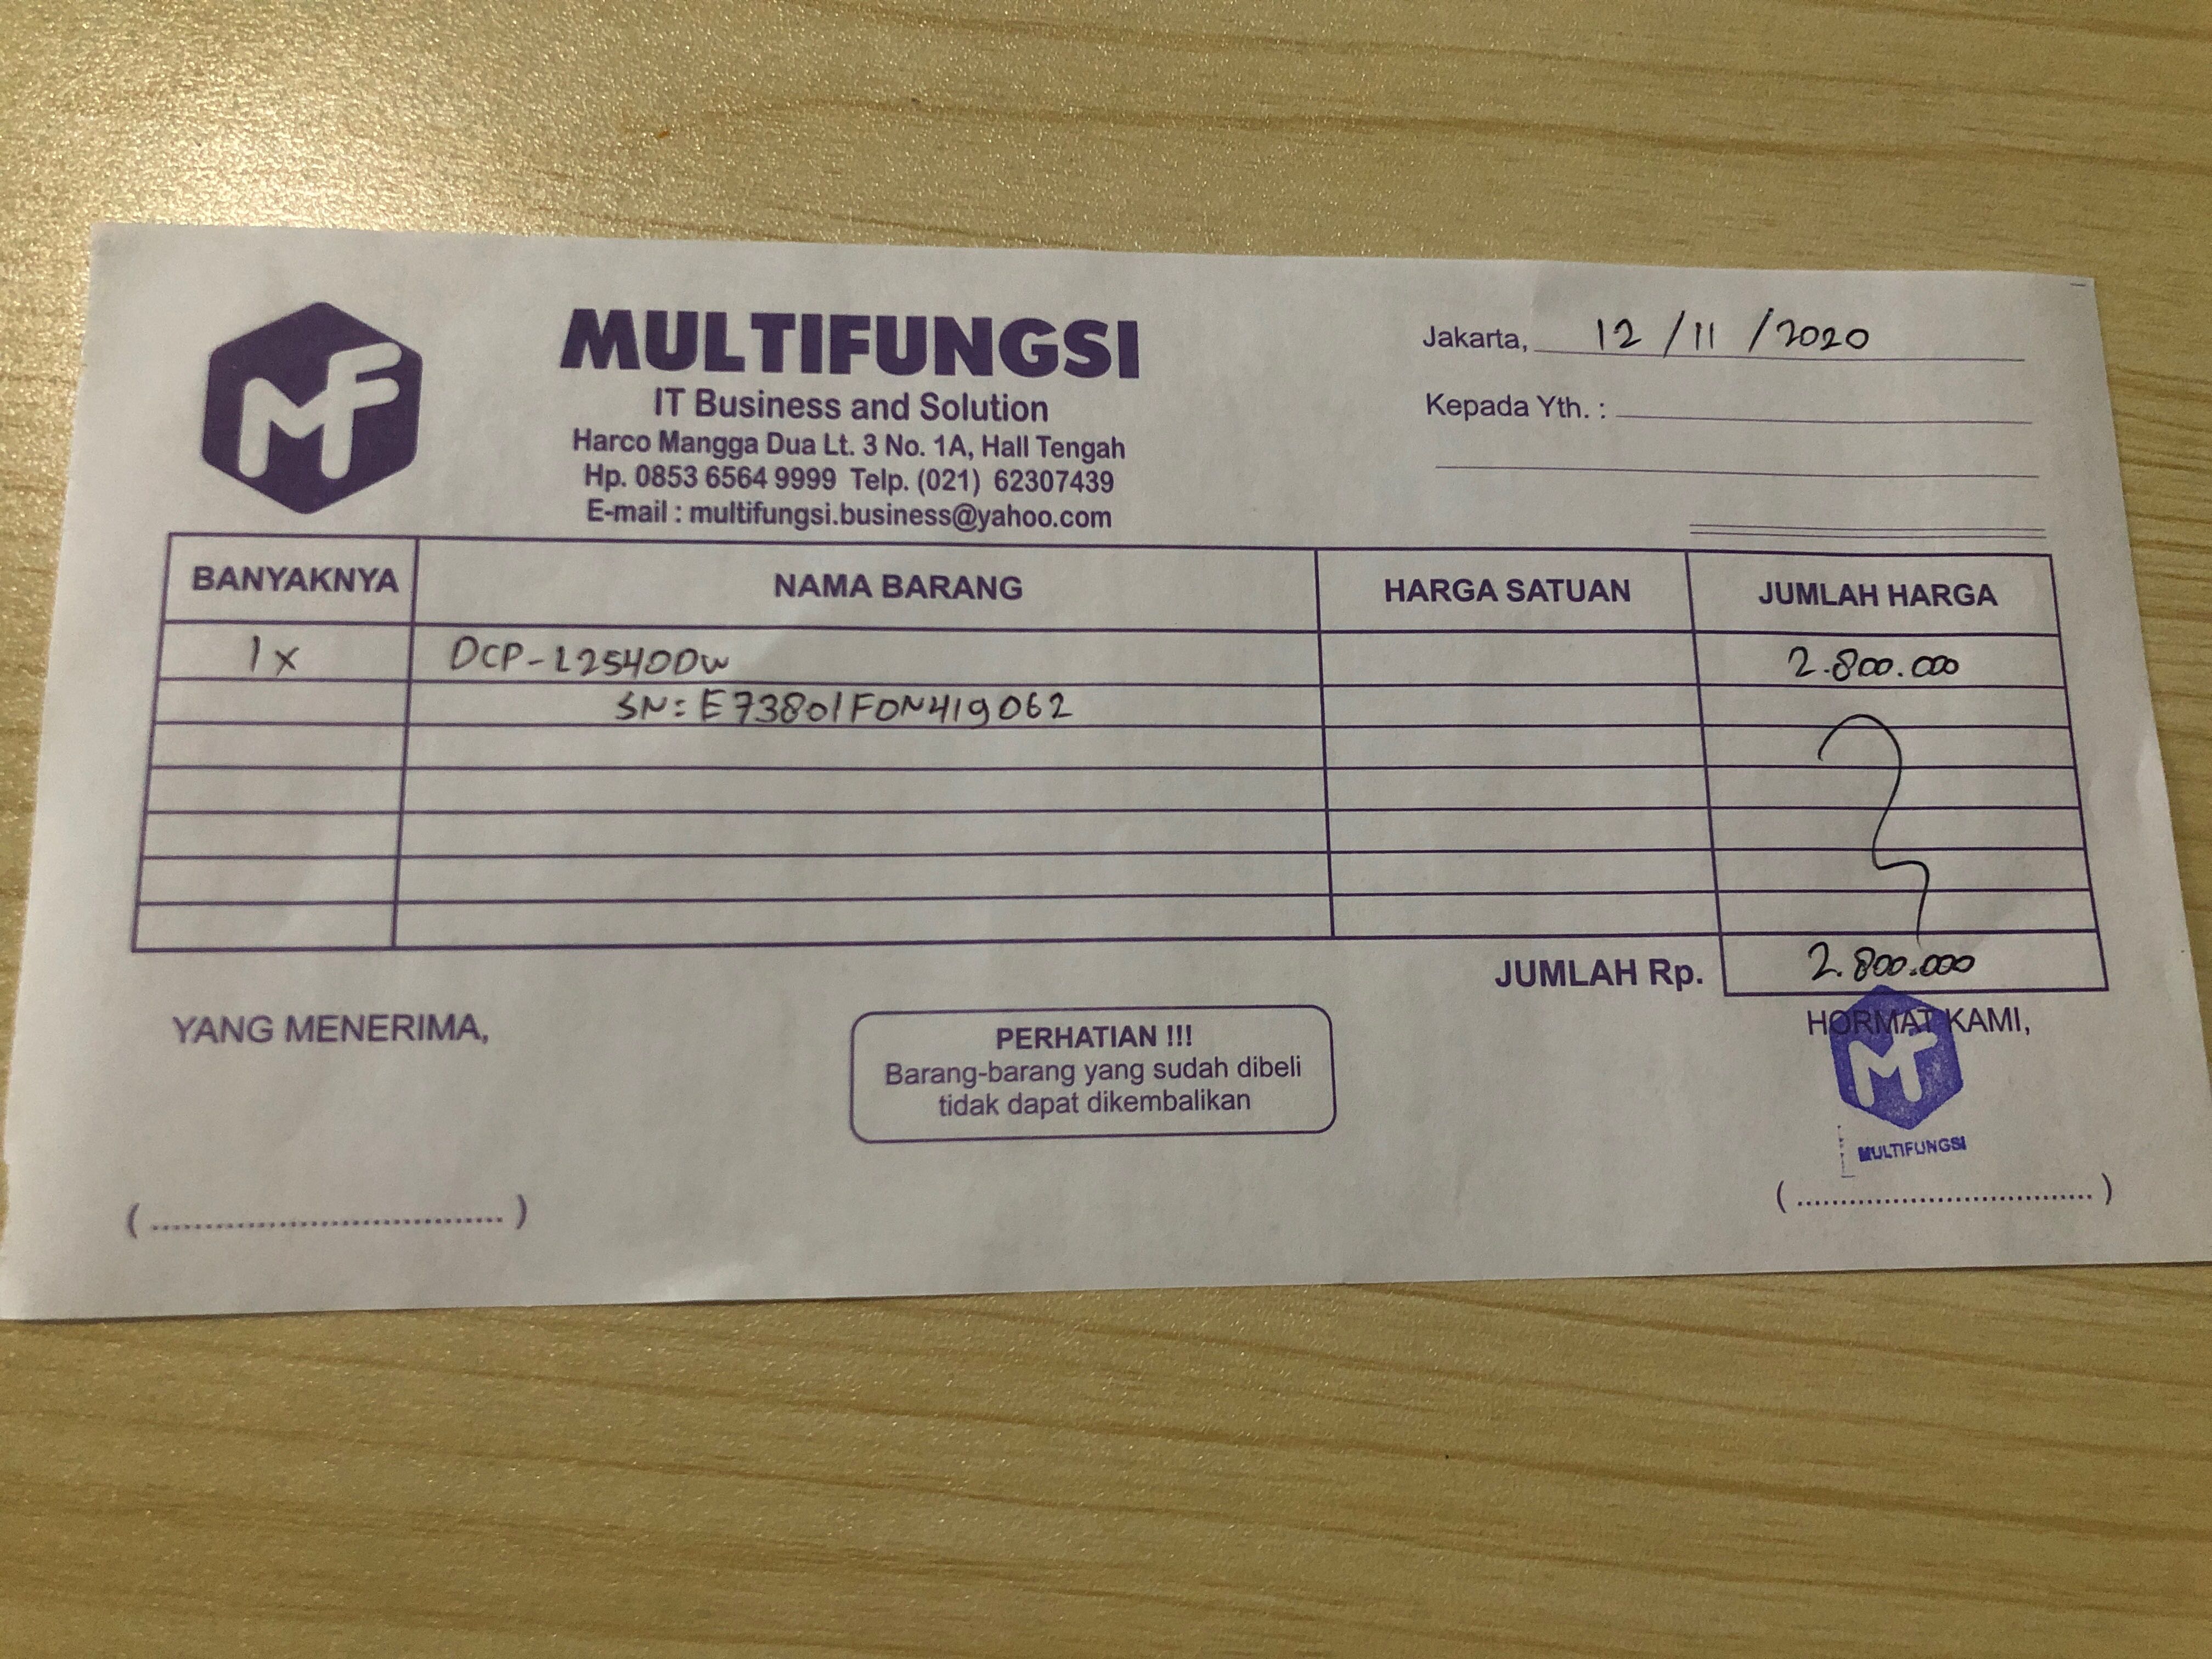 MF
MULTIFUNGSI
IT Business and Solution
Harco Mangga Dua Lt. 3 No. 1A, Hall Tengah
Hp. 0853 6564 9999 Telp. (021) 62307439
E-mail : multifungsi.business@yahoo.com
Jakarta, 12 / 11 / 2020
Kepada Yth. :
BANYAKNYA NAMA BARANG HARGA SATUAN JUMLAH HARGA
1x DCP-L2540DW 2.800.000
SN: E73801F0N419062
JUMLAH Rp. 2.800.000
YANG MENERIMA,
PERHATIAN !!!
Barang-barang yang sudah dibeli
tidak dapat dikembalikan
HORMAT KAMI,
MF
MULTIFUNGSI
( .................................. )
( .................................. )